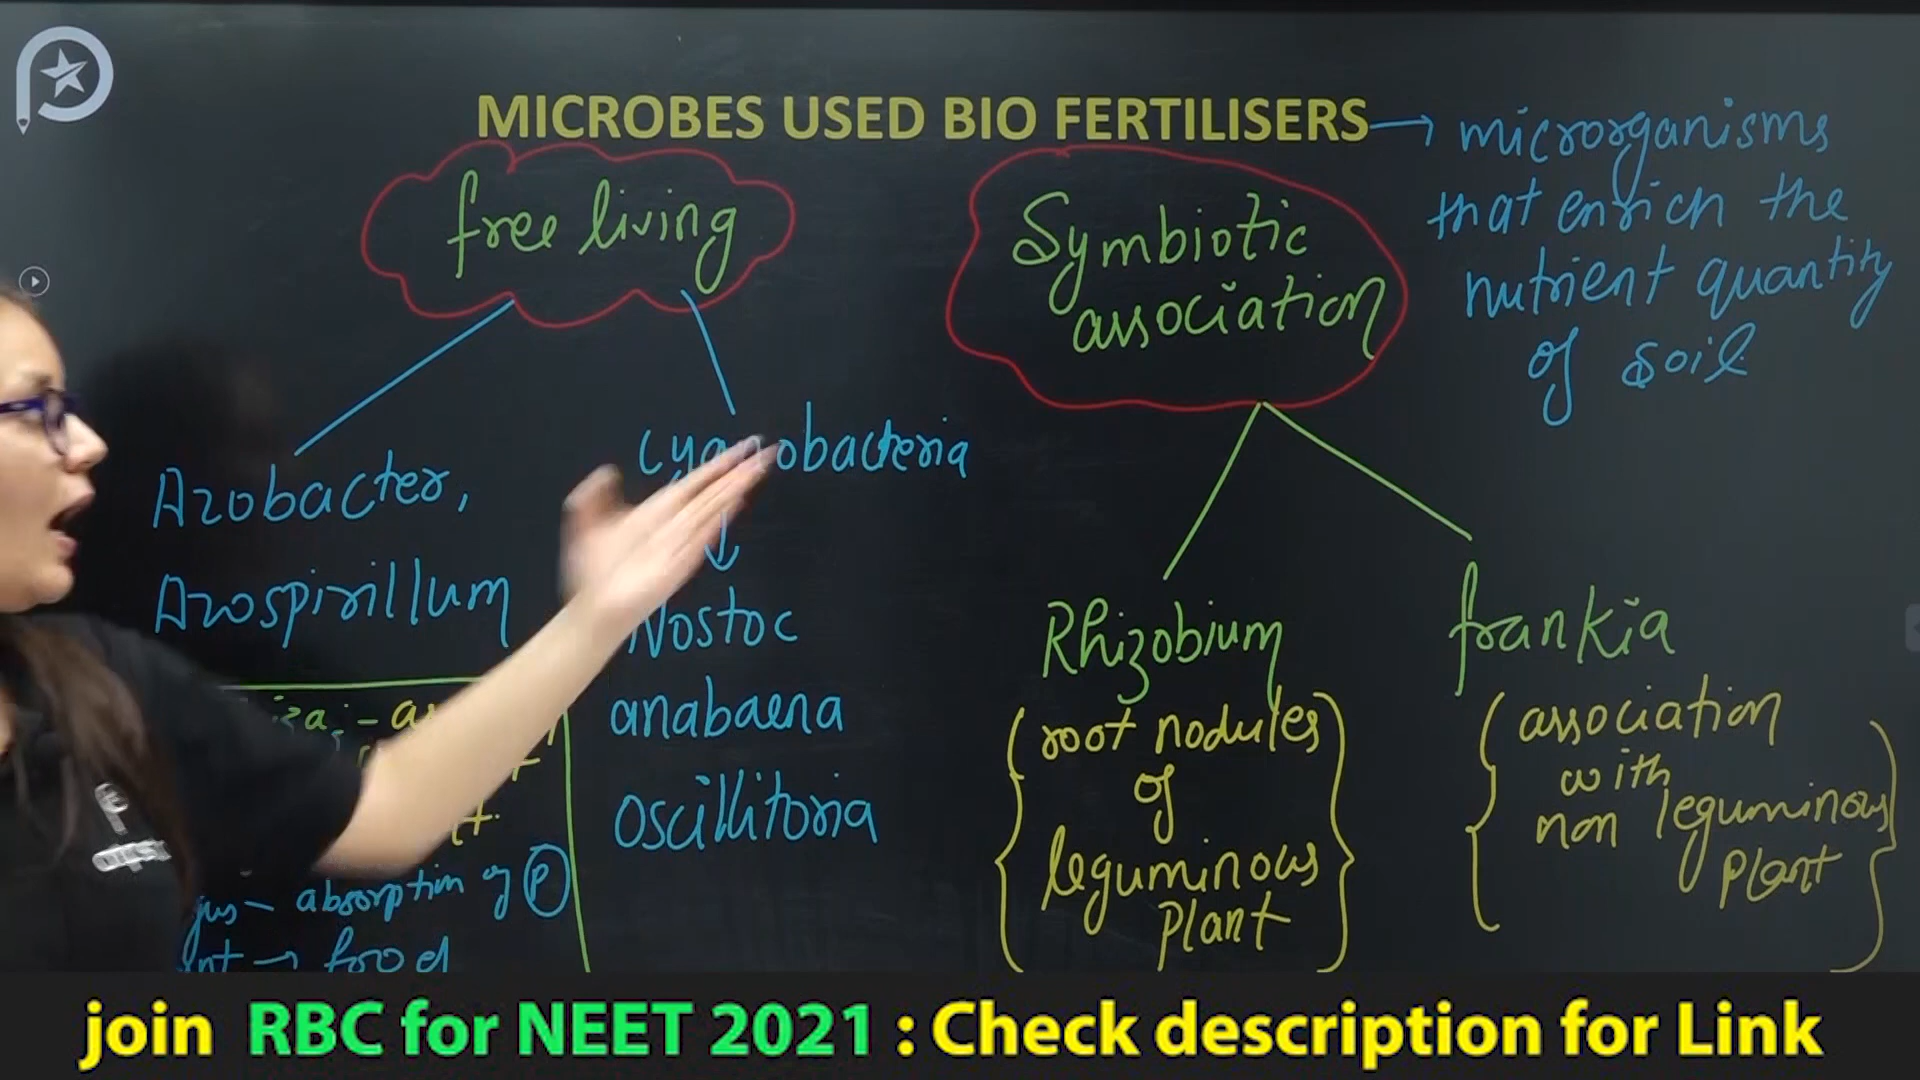 MICROBES USED BIO FERTILISERS → microorganisms
that enrich the
nutrient quantity
of soil
free living
Symbiotic
association
Azobacter,
Azospirillum
cyanobacteria
↓
Nostoc
anabaena
oscillitoria
Rhizobium
root nodules
of
leguminous
plant
frankia
association
with
non leguminous
plant
absorption of P
→ food
join RBC for NEET 2021 : Check description for Link